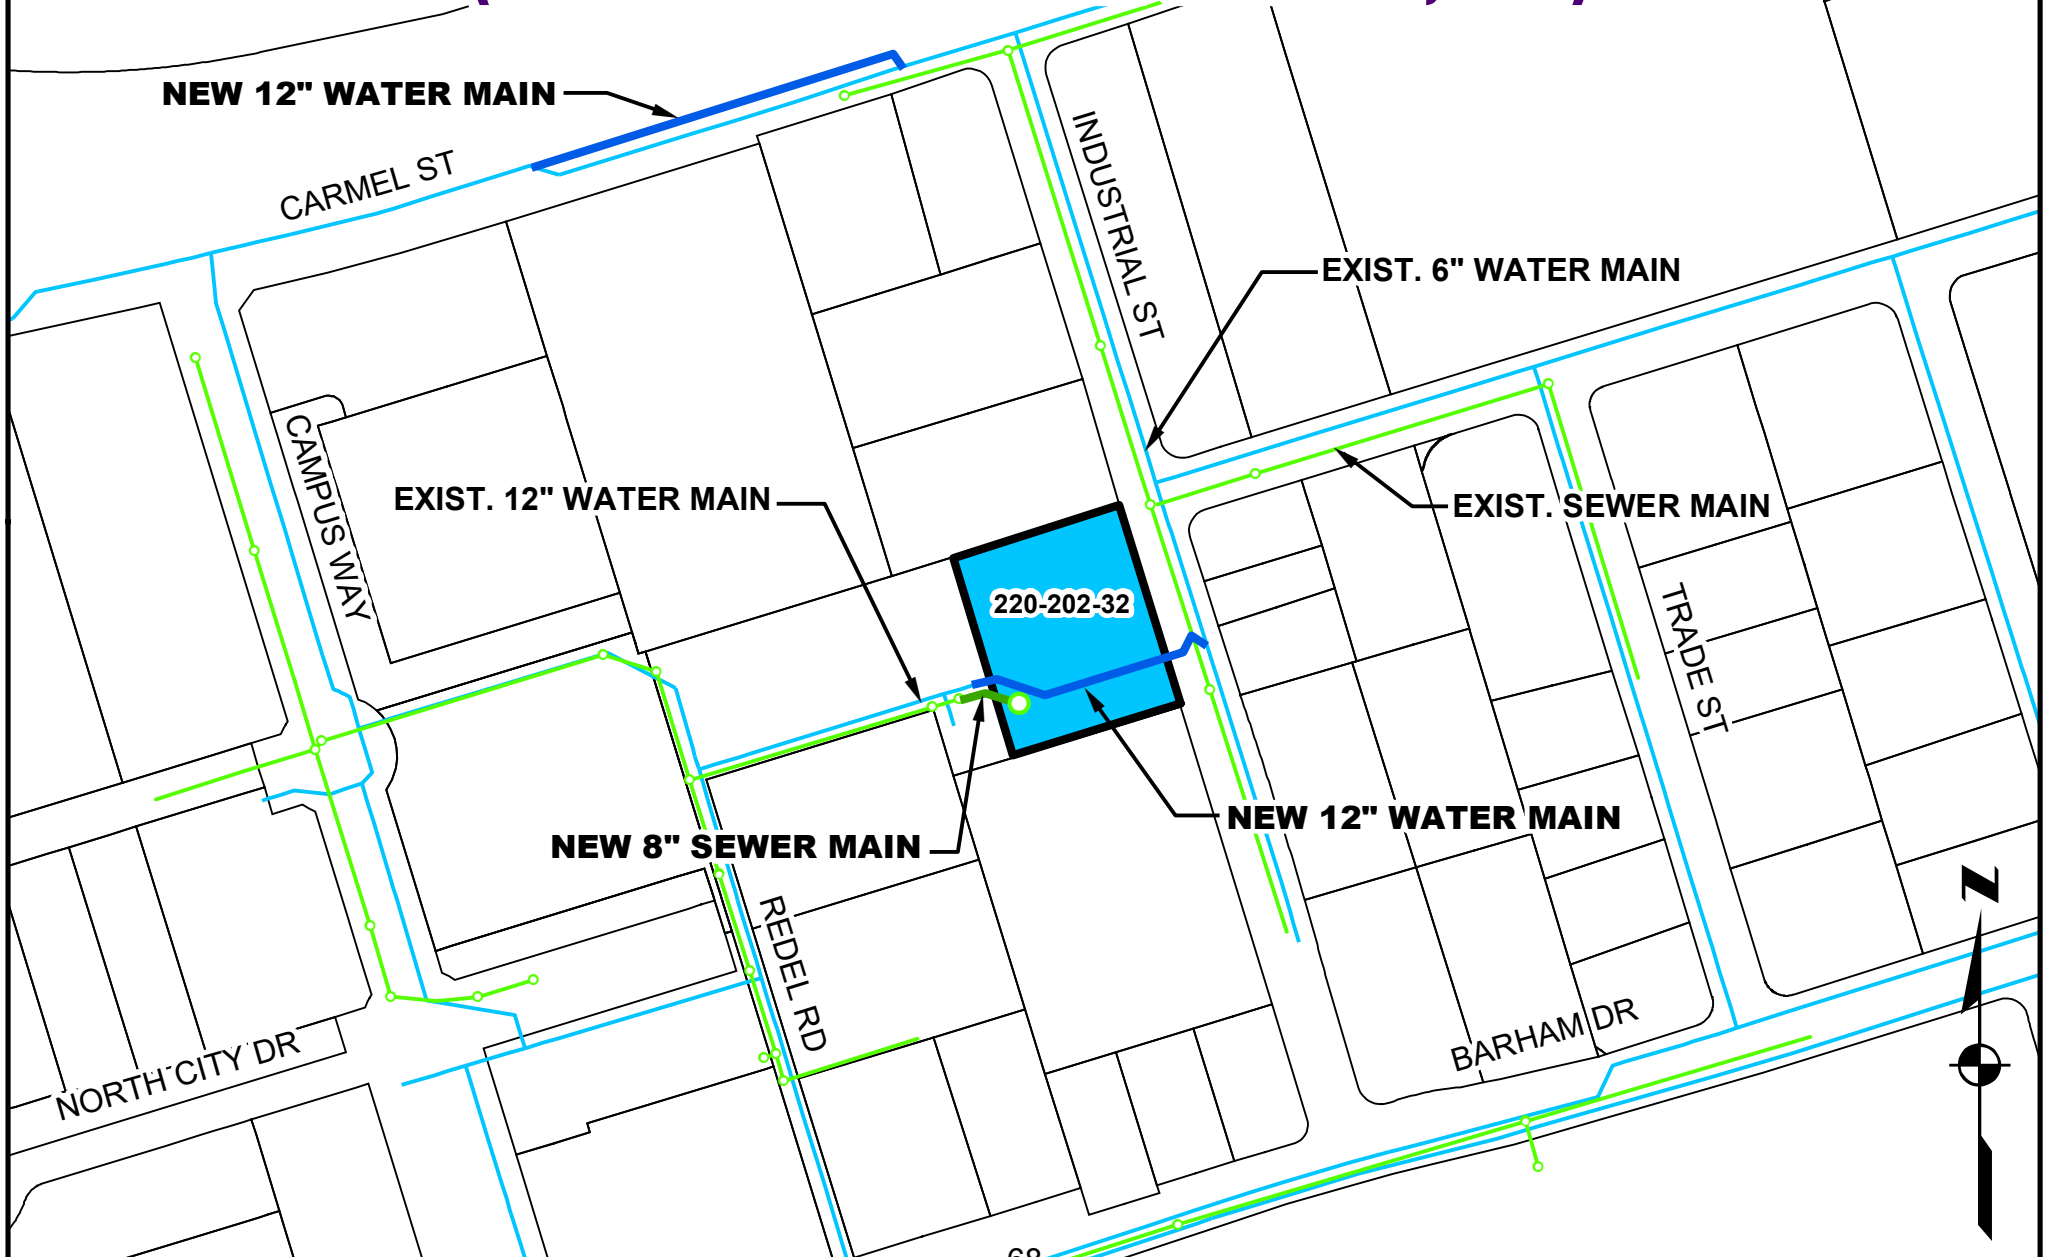 NEW 12" WATER MAIN
CARMEL ST
INDUSTRIAL ST
EXIST. 6" WATER MAIN
CAMPUS WAY
EXIST. 12" WATER MAIN
EXIST. SEWER MAIN
220-202-32
TRADE ST
NEW 12" WATER MAIN
NEW 8" SEWER MAIN
REDEL RD
N
BARHAM DR
NORTH CITY DR